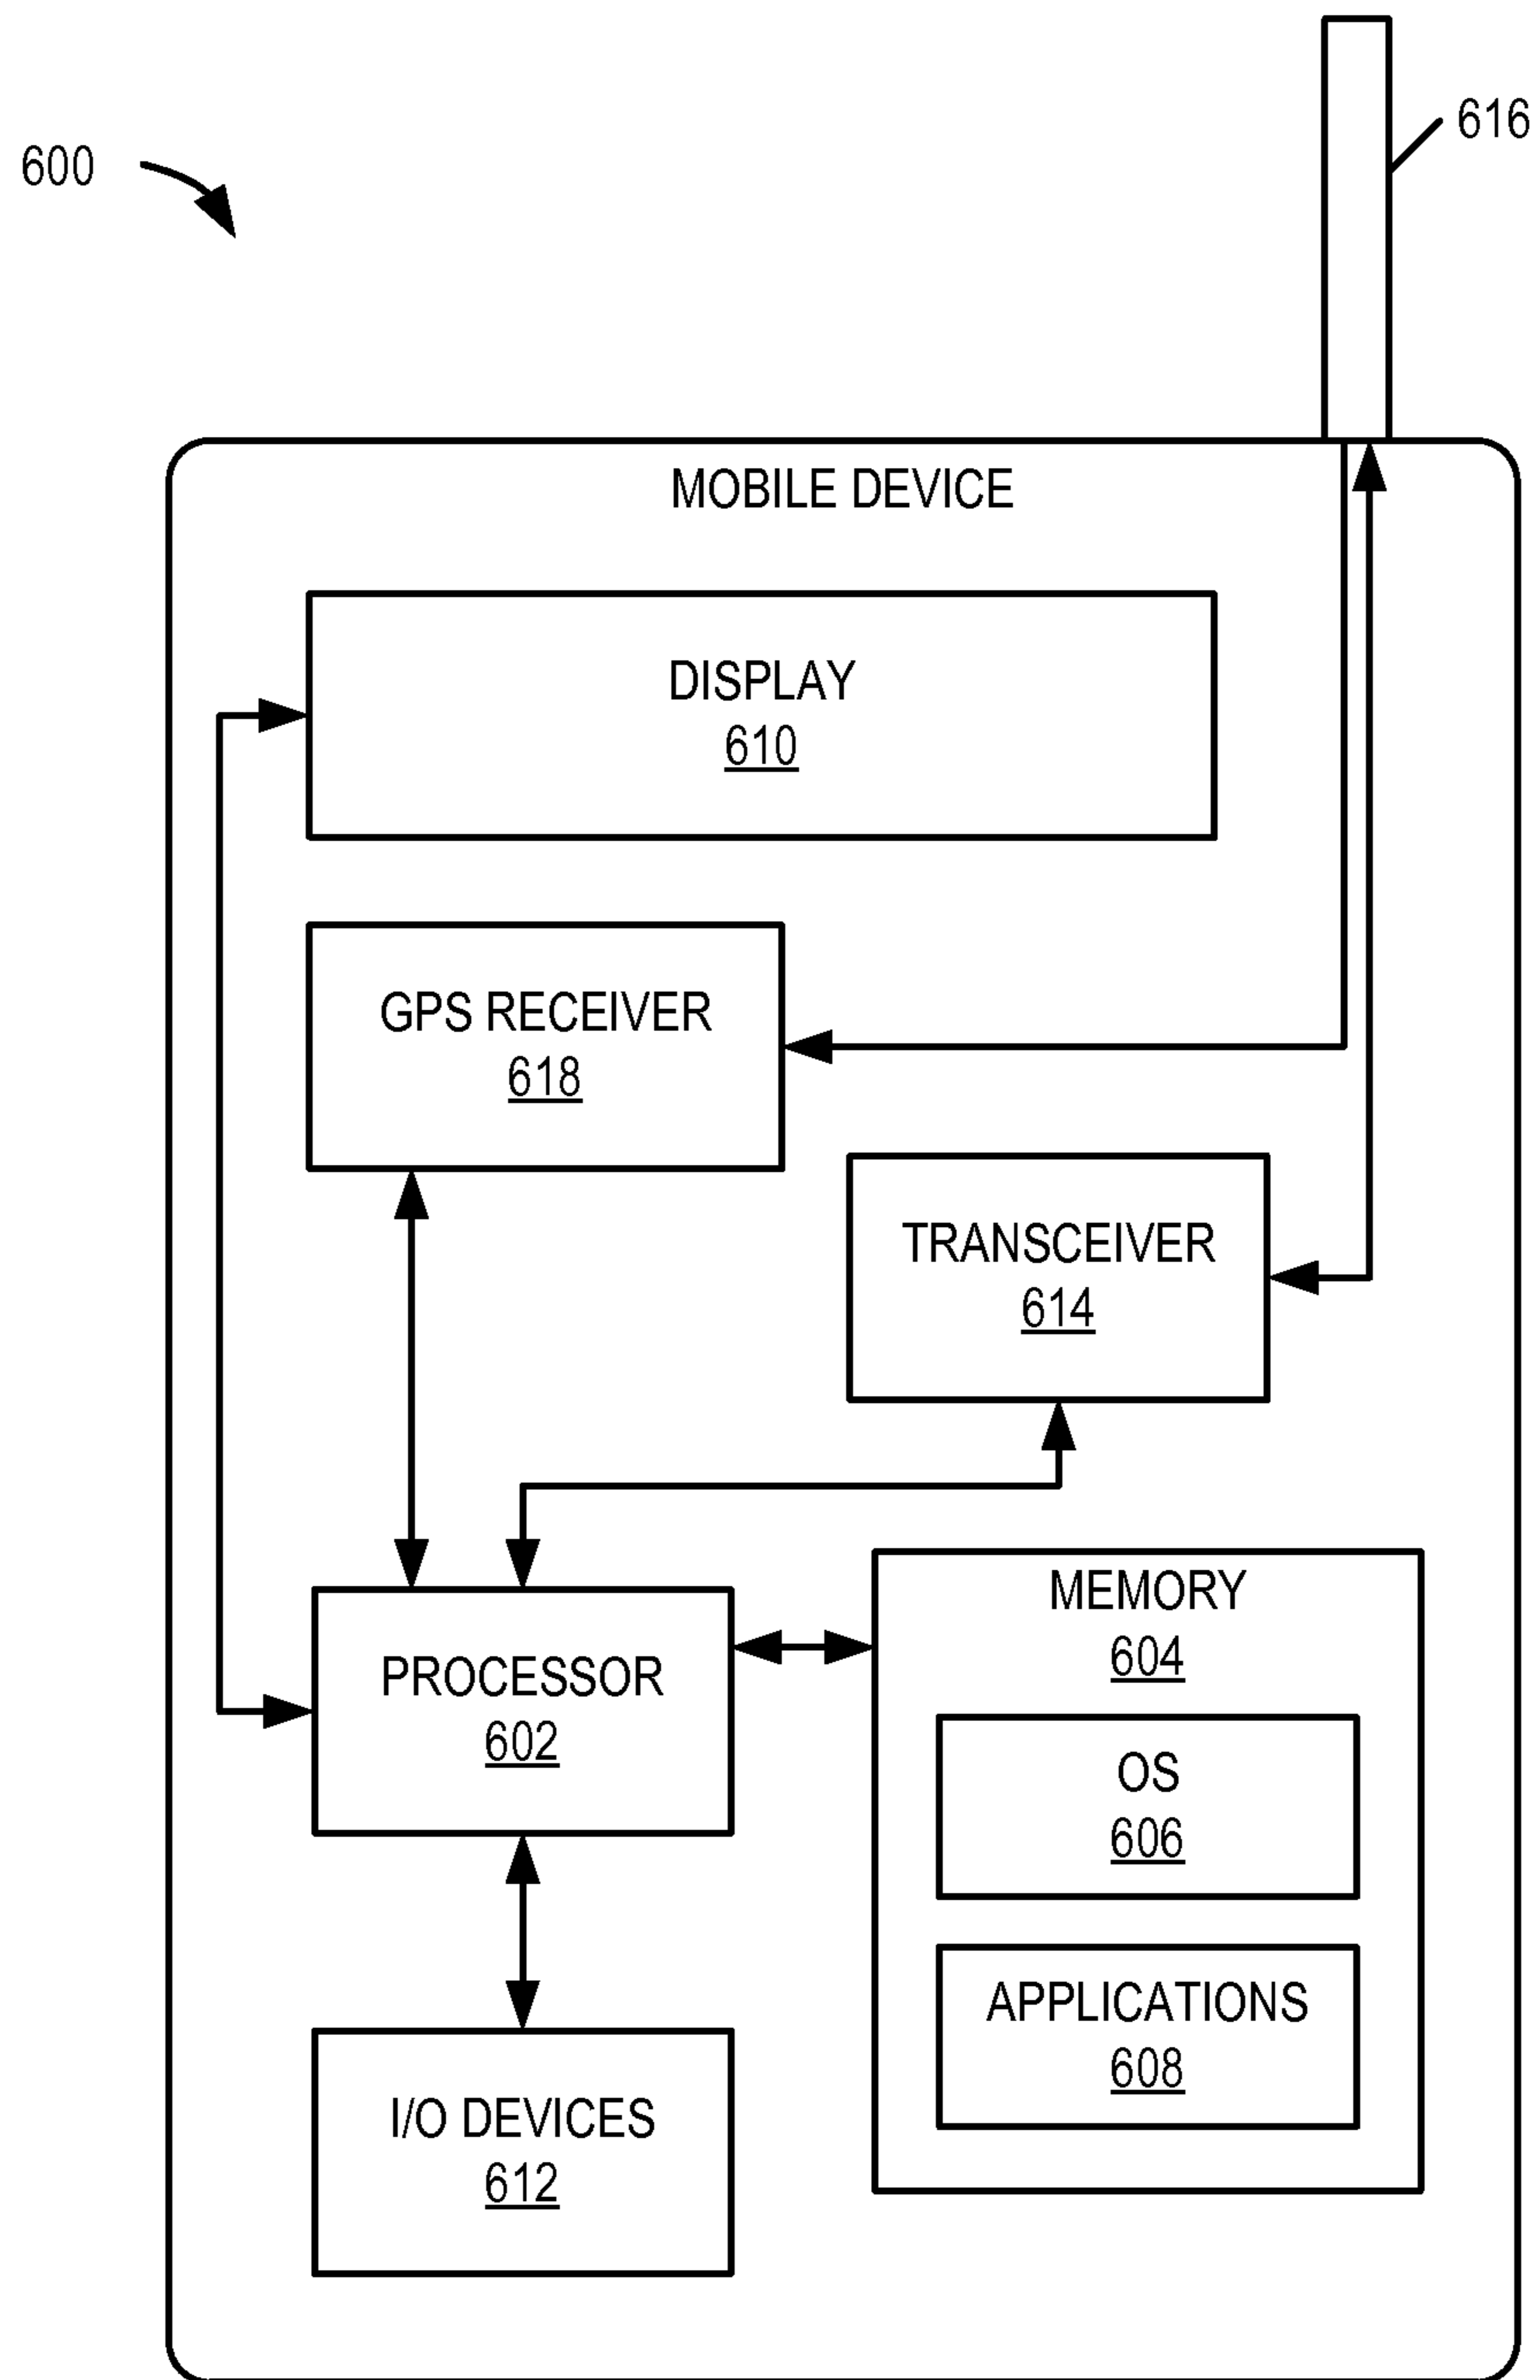 616
600
MOBILE DEVICE
DISPLAY
610
GPS RECEIVER
618
TRANSCEIVER
614
MEMORY
604
PROCESSOR
602
OS
606
APPLICATIONS
608
I/O DEVICES
612